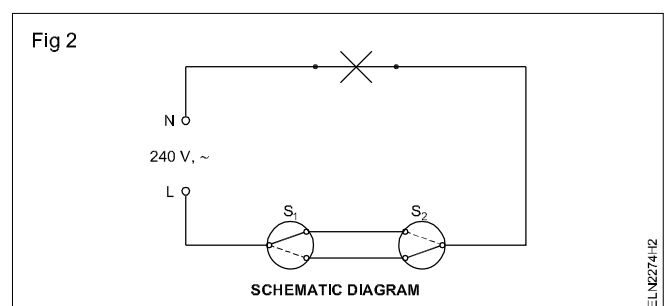 Fig 2
N
240 V, ~
L
S₁
S₂
SCHEMATIC DIAGRAM
ELN2274H2